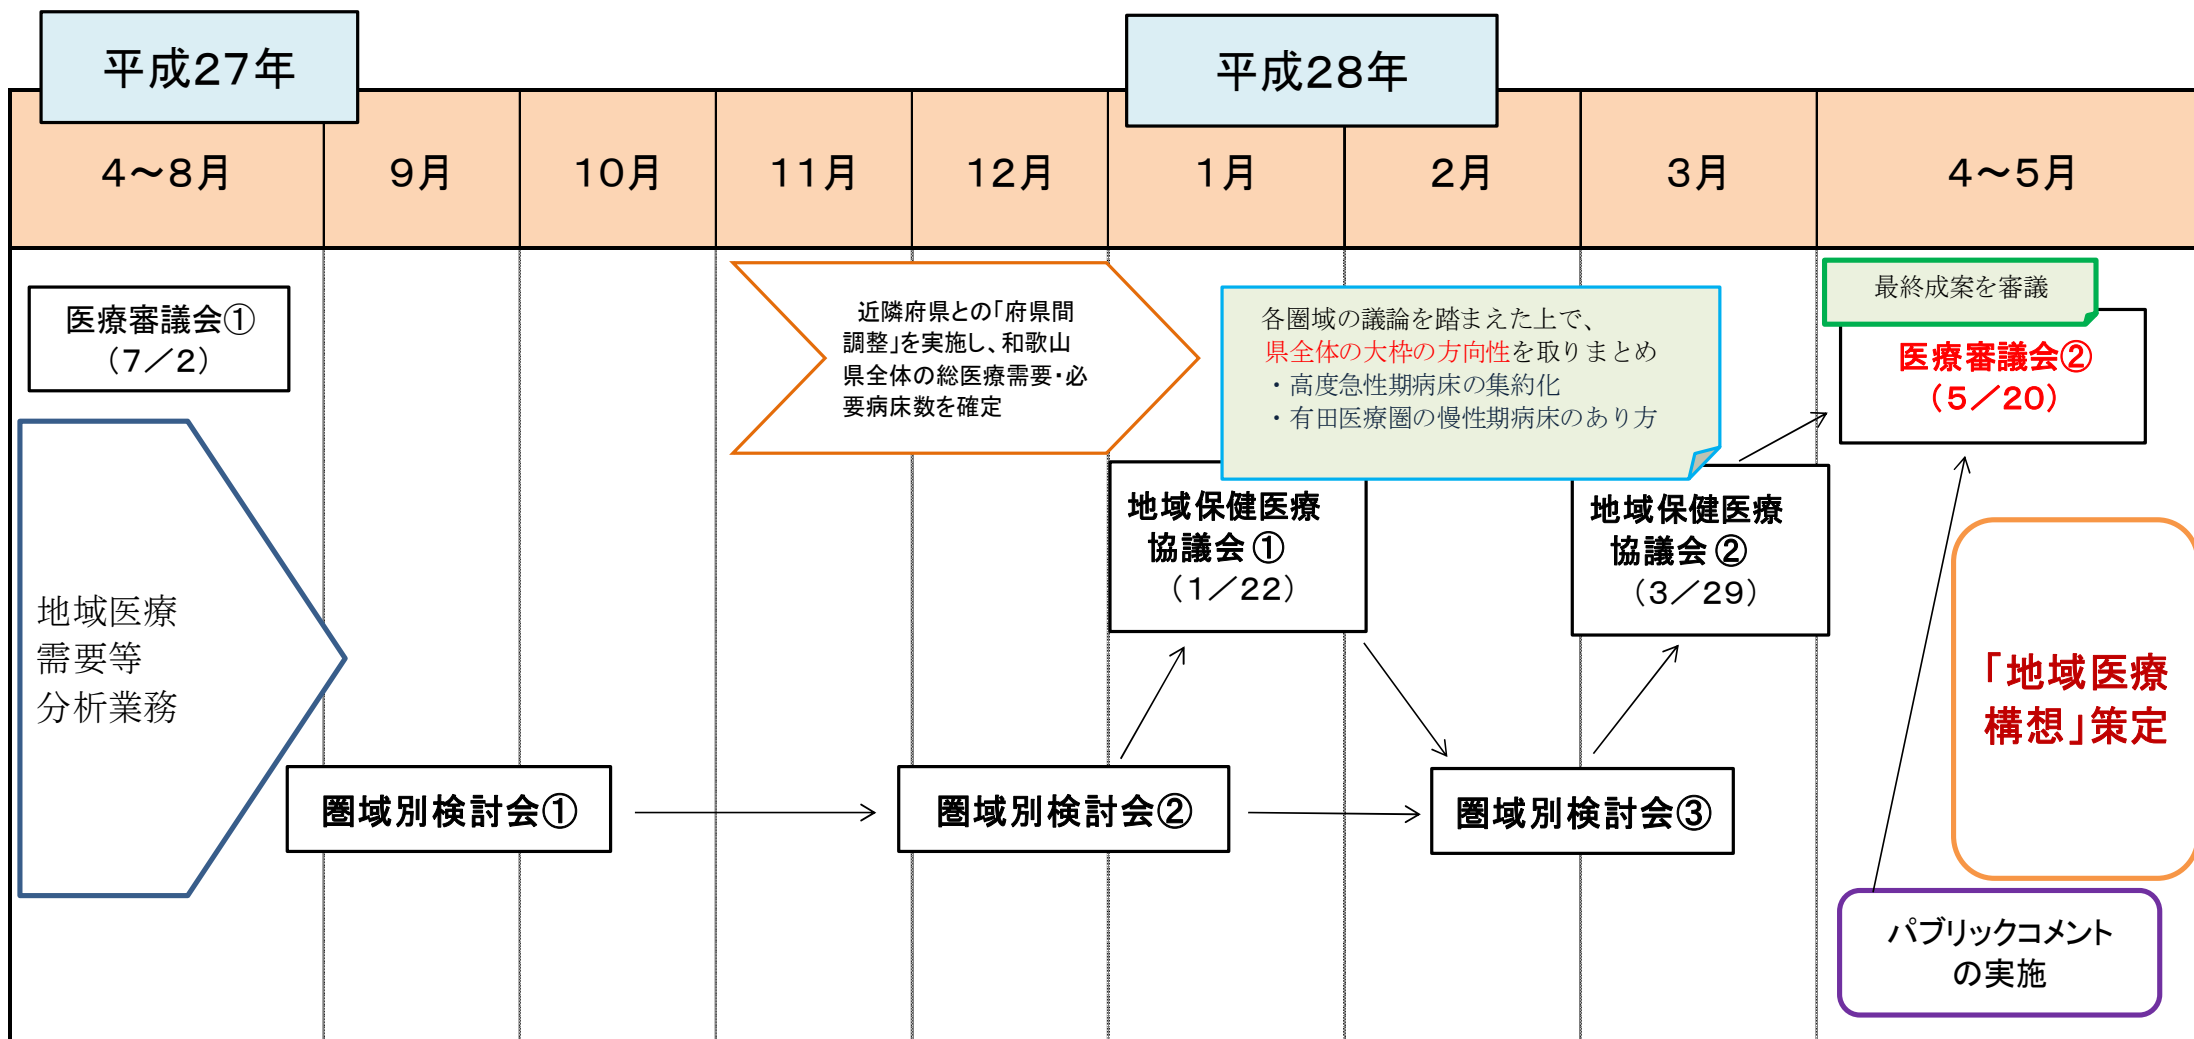 平成27年
平成28年
4～8月
9月
10月
11月
12月
1月
2月
3月
4～5月
医療審議会①
（7／2）
地域医療
需要等
分析業務
近隣府県との｢府県間
調整｣を実施し、和歌山
県全体の総医療需要・必
要病床数を確定
各圏域の議論を踏まえた上で、
県全体の大枠の方向性を取りまとめ
・高度急性期病床の集約化
・有田医療圏の慢性期病床のあり方
最終成案を審議
医療審議会②
（5／20）
地域保健医療
協議会①
（1／22）
地域保健医療
協議会②
（3／29）
圏域別検討会①
圏域別検討会②
圏域別検討会③
｢地域医療
構想｣策定
パブリックコメント
の実施